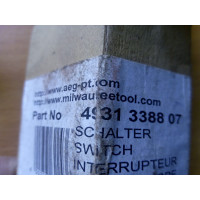 http://www.aeg-pt.com
http://www.milwaukeetool.com
Part No 4931 3388 07
SCHALTER
SWITCH
INTERRUPTEUR